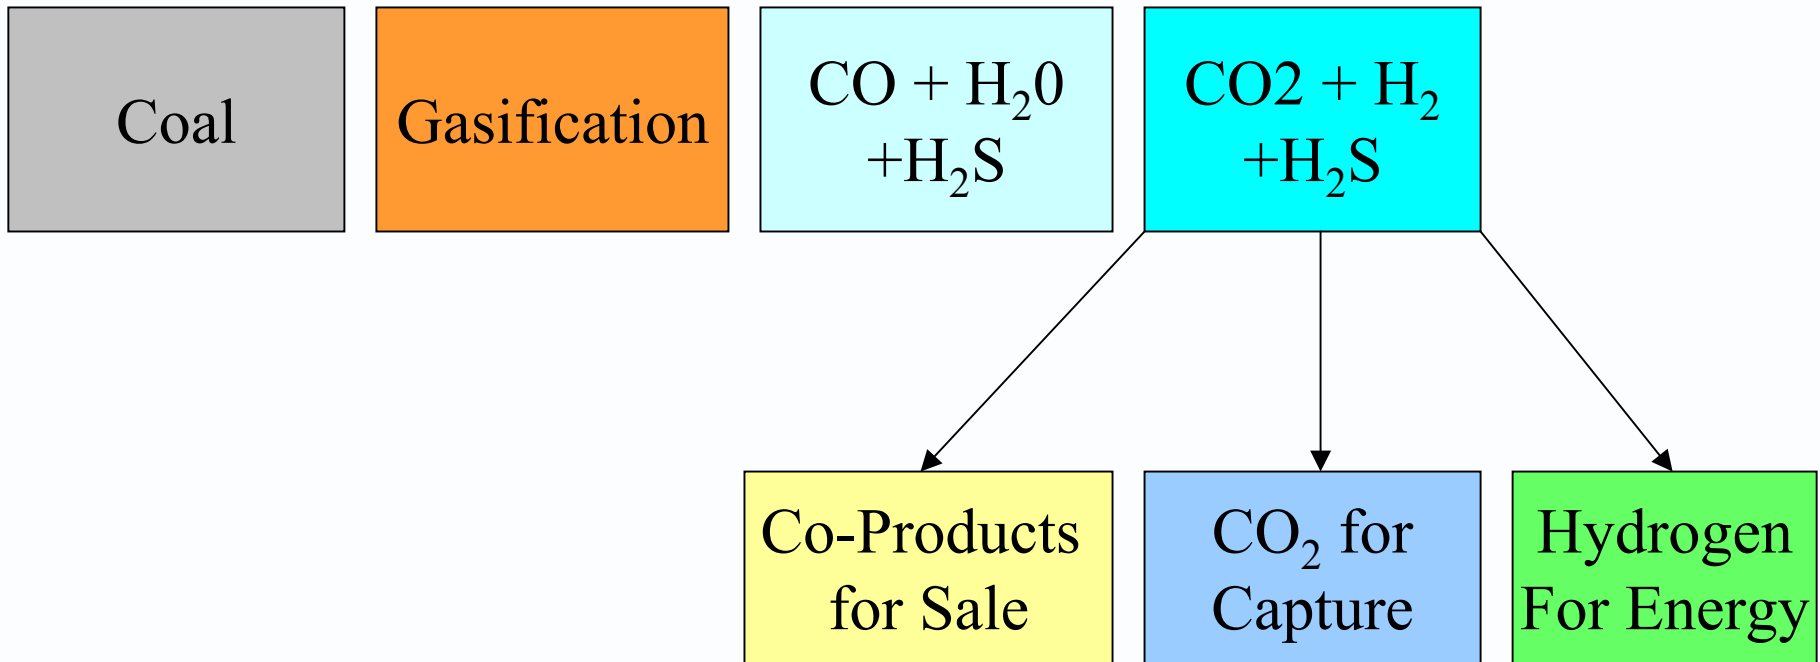 Coal
Gasification
CO + H₂0
+H₂S
CO2 + H₂
+H₂S
Co-Products
for Sale
CO₂ for
Capture
Hydrogen
For Energy